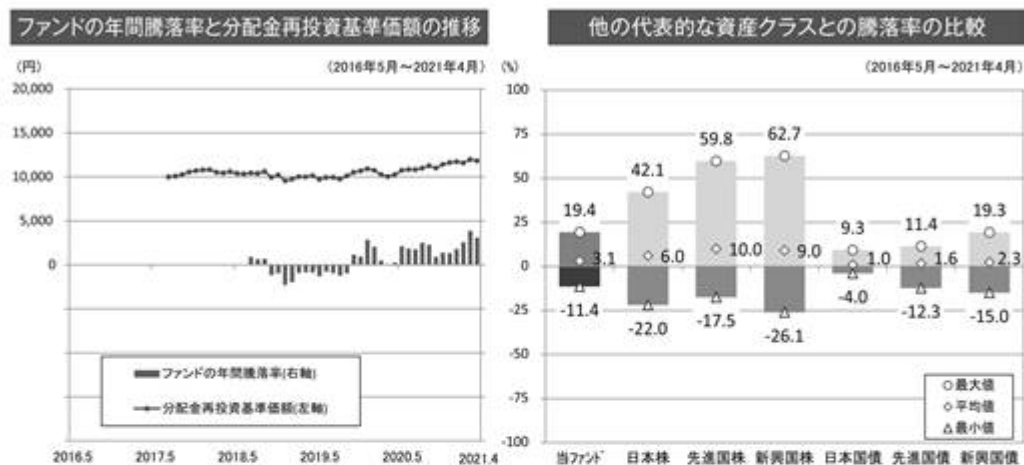 ファンドの年間騰落率と分配金再投資基準価額の推移
(円)
(2016年5月～2021年4月)
20,000
15,000
10,000
5,000
0
ファンドの年間騰落率(右軸)
分配金再投資基準価額(左軸)
2016.5 2017.5 2018.5 2019.5 2020.5 2021.4
他の代表的な資産クラスとの騰落率の比較
(%)
(2016年5月～2021年4月)
100
75
50
25
0
-25
-50
-75
-100
19.4 42.1 59.8 62.7 9.3 11.4 19.3
3.1 6.0 10.0 9.0 1.0 1.6 2.3
-11.4 -22.0 -17.5 -26.1 -4.0 -12.3 -15.0
最大値
平均値
最小値
当ファンド 日本株 先進国株 新興国株 日本国債 先進国債 新興国債